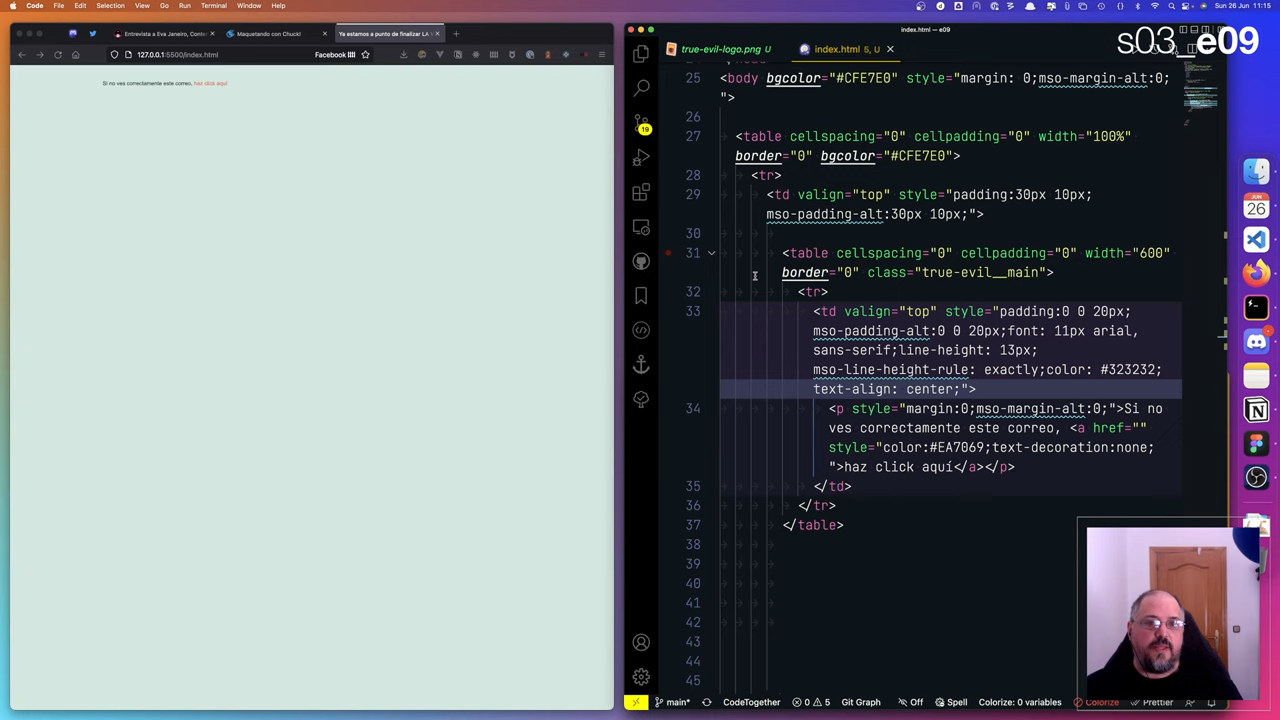 Code File Edit Selection View Go Run Terminal Window Help
Sun 26 Jun 11:15
Entrevista a Eva Janeiro, Conten
Maquetando con Chuck!
Ya estamos a punto de finalizar LA
127.0.0.1:5500/index.html
Facebook
Si no ves correctamente este correo, haz click aquí
index.html — e09
s03 e09
true-evil-logo.png U
index.html 5, U
25 <body bgcolor="#CFE7E0" style="margin: 0;mso-margin-alt:0;
">
26
27 <table cellspacing="0" cellpadding="0" width="100%"
border="0" bgcolor="#CFE7E0">
28 <tr>
29 <td valign="top" style="padding:30px 10px;
mso-padding-alt:30px 10px;">
30
31 <table cellspacing="0" cellpadding="0" width="600"
border="0" class="true-evil__main">
32 <tr>
33 <td valign="top" style="padding:0 0 20px;
mso-padding-alt:0 0 20px;font: 11px arial,
sans-serif;line-height: 13px;
mso-line-height-rule: exactly;color: #323232;
text-align: center;">
34 <p style="margin:0;mso-margin-alt:0;">Si no
ves correctamente este correo, <a href=""
style="color:#EA7069;text-decoration:none;
">haz click aquí</a></p>
35 </td>
36 </tr>
37 </table>
38
39
40
41
42
43
44
45
19
JUN
26
main* CodeTogether 0 5 Git Graph Off Spell Colorize: 0 variables Colorize Prettier